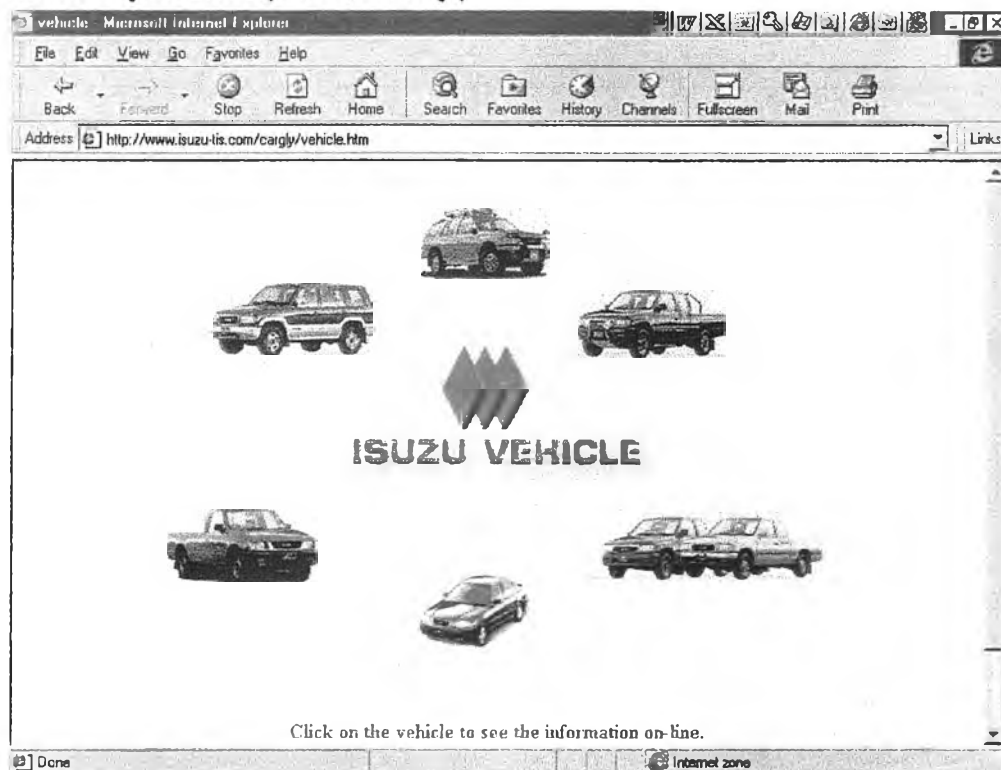 vehicle - Microsoft Internet Explorer
File Edit View Go Favorites Help
Back Forward Stop Refresh Home Search Favorites History Channels Fullscreen Mail Print
Address http://www.isuzu-tis.com/cargly/vehicle.htm Links
ISUZU VEHICLE
Click on the vehicle to see the information on-line.
Done Internet zone